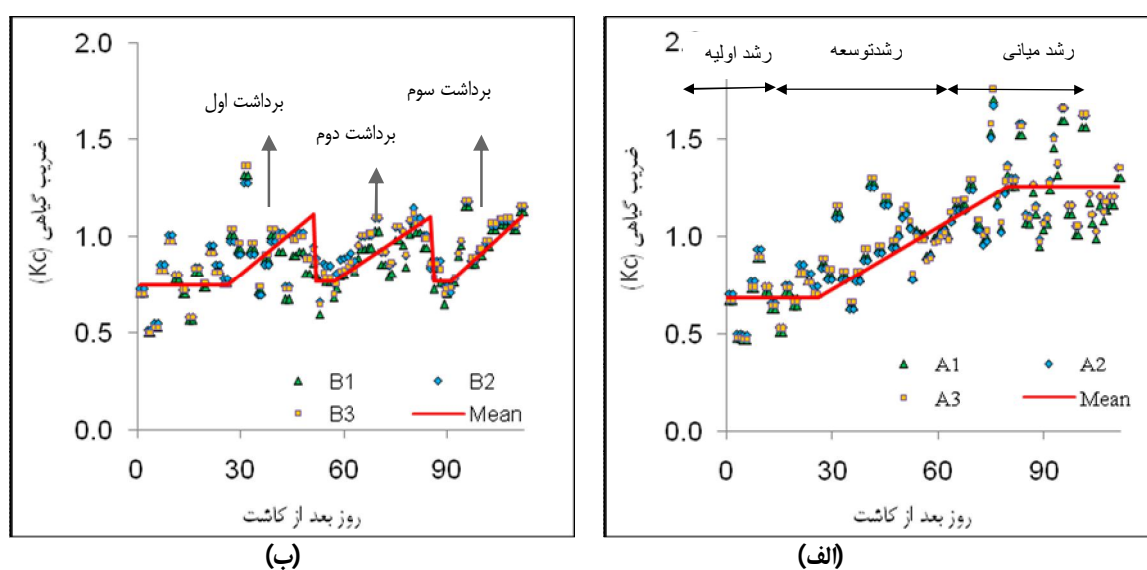 2.0
رشد اولیه
رشدتوسعه
رشد میانی
1.5
ضریب گیاهی (Kc)
1.0
0.5
A1
A2
A3
Mean
0.0
0
30
60
90
روز بعد از کاشت
(الف)
2.0
برداشت اول
برداشت دوم
برداشت سوم
1.5
ضریب گیاهی (Kc)
1.0
0.5
B1
B2
B3
Mean
0.0
0
30
60
90
روز بعد از کاشت
(ب)